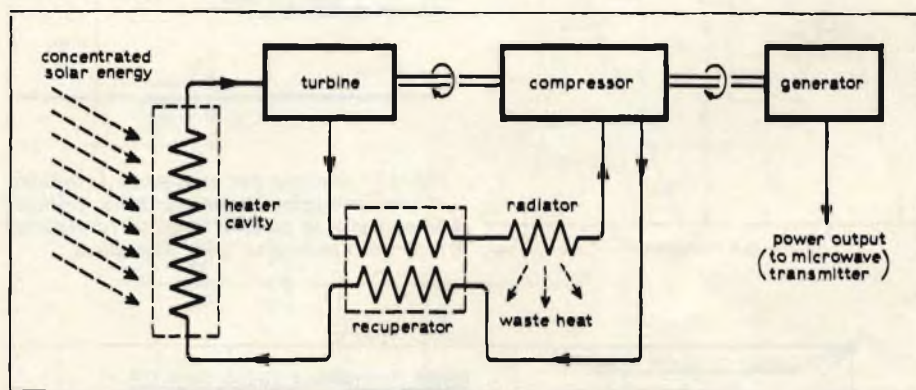 concentrated
solar energy
turbine
compressor
generator
heater
cavity
radiator
recuperator
waste heat
power output
(to microwave)
transmitter